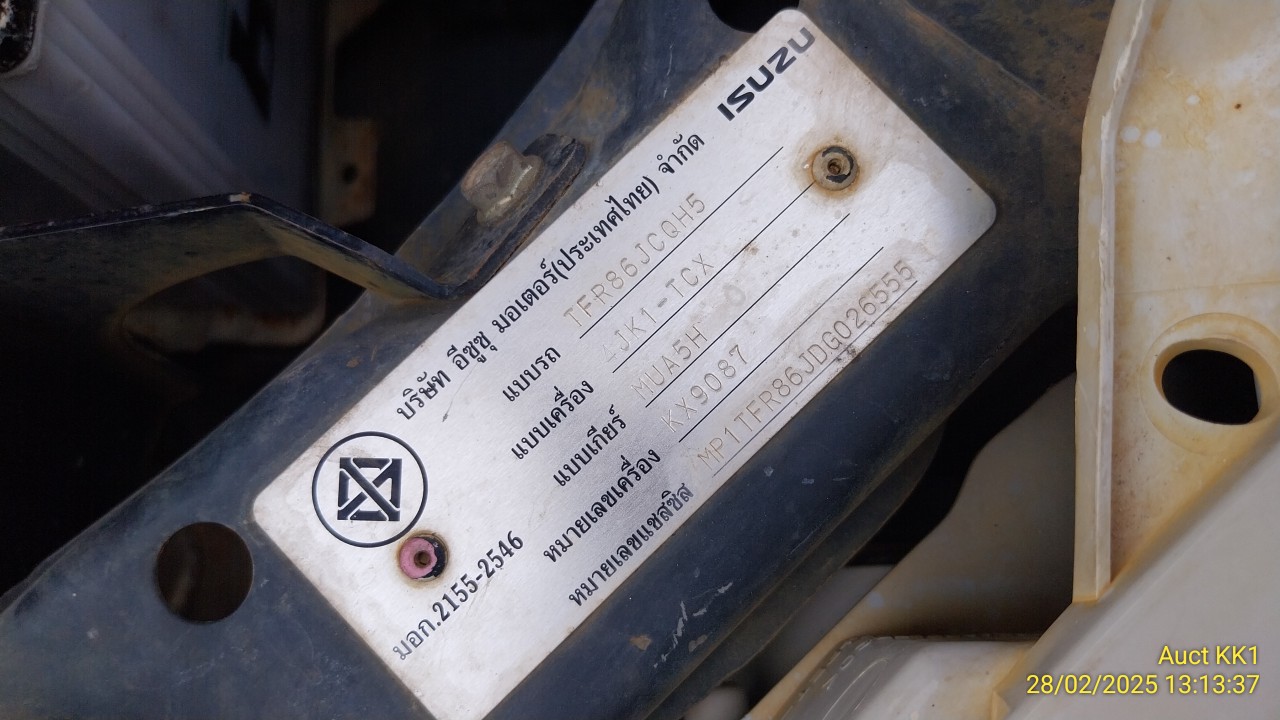 ISUZU
บริษัท อีซูซุ มอเตอร์(ประเทศไทย) จำกัด
แบบรถ TFR86JCQH5
แบบเครื่อง 4JK1-TCX
แบบเกียร์ MUA5H
หมายเลขเครื่อง KX9087
หมายเลขแชสซิส MP1TFR86JDG026555
มอก.2155-2546
Auct KK1
28/02/2025 13:13:37